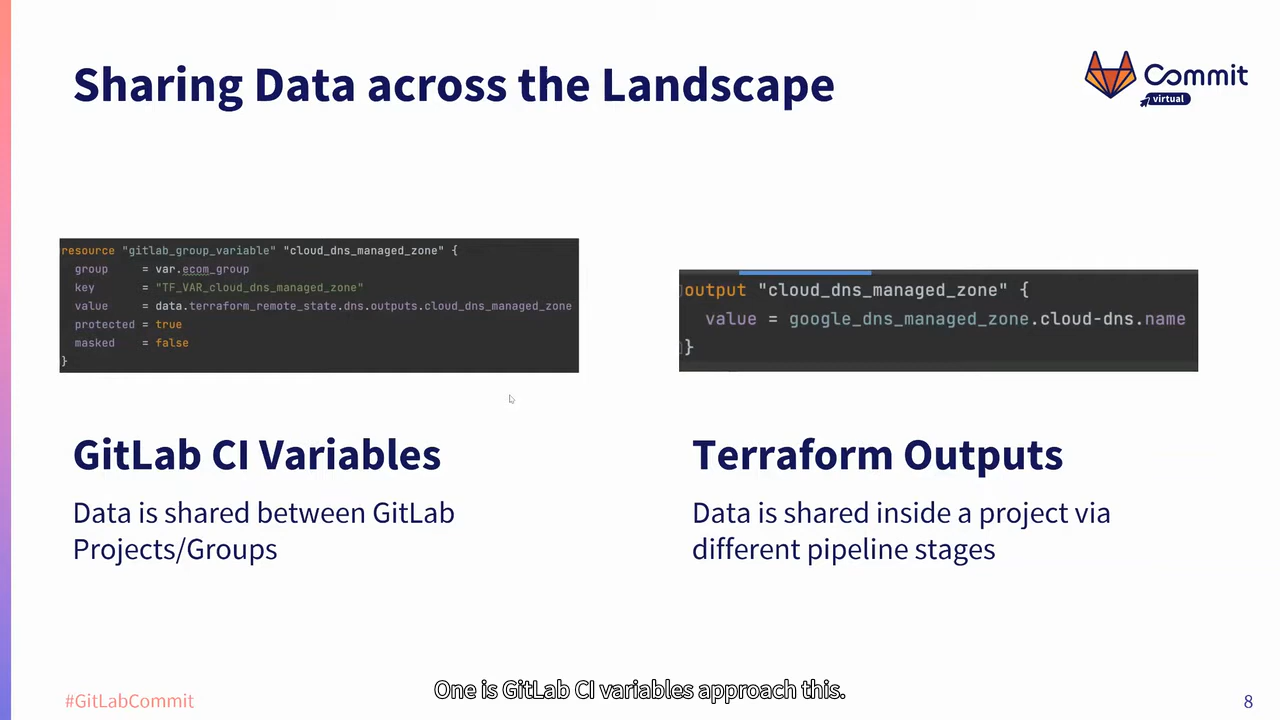 Sharing Data across the Landscape
Commit
virtual
resource "gitlab_group_variable" "cloud_dns_managed_zone" {
group = var.ecom_group
key = "TF_VAR_cloud_dns_managed_zone"
value = data.terraform_remote_state.dns.outputs.cloud_dns_managed_zone
protected = true
masked = false
}
output "cloud_dns_managed_zone" {
value = google_dns_managed_zone.cloud-dns.name
}
GitLab CI Variables
Data is shared between GitLab
Projects/Groups
Terraform Outputs
Data is shared inside a project via
different pipeline stages
One is GitLab CI variables approach this.
#GitLabCommit
8